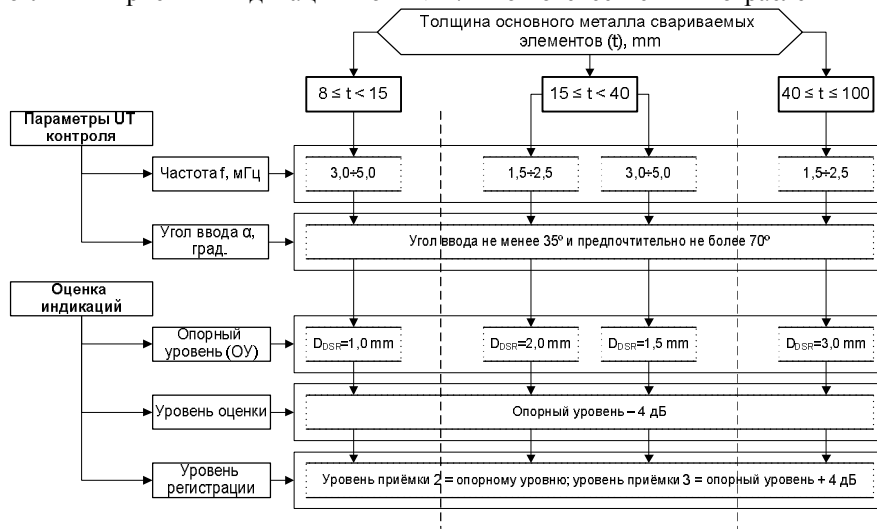 Толщина основного металла свариваемых
элементов (t), mm
8 ≤ t < 15
15 ≤ t < 40
40 ≤ t ≤ 100
Параметры UT
контроля
Частота f, мГц
3,0÷5,0
1,5÷2,5
3,0÷5,0
1,5÷2,5
Угол ввода α,
град.
Угол ввода не менее 35º и предпочтительно не более 70º
Оценка
индикаций
Опорный
уровень (ОУ)
D_DSR=1,0 mm
D_DSR=2,0 mm
D_DSR=1,5 mm
D_DSR=3,0 mm
Уровень оценки
Опорный уровень – 4 дБ
Уровень
регистрации
Уровень приёмки 2 = опорному уровню; уровень приёмки 3 = опорный уровень + 4 дБ